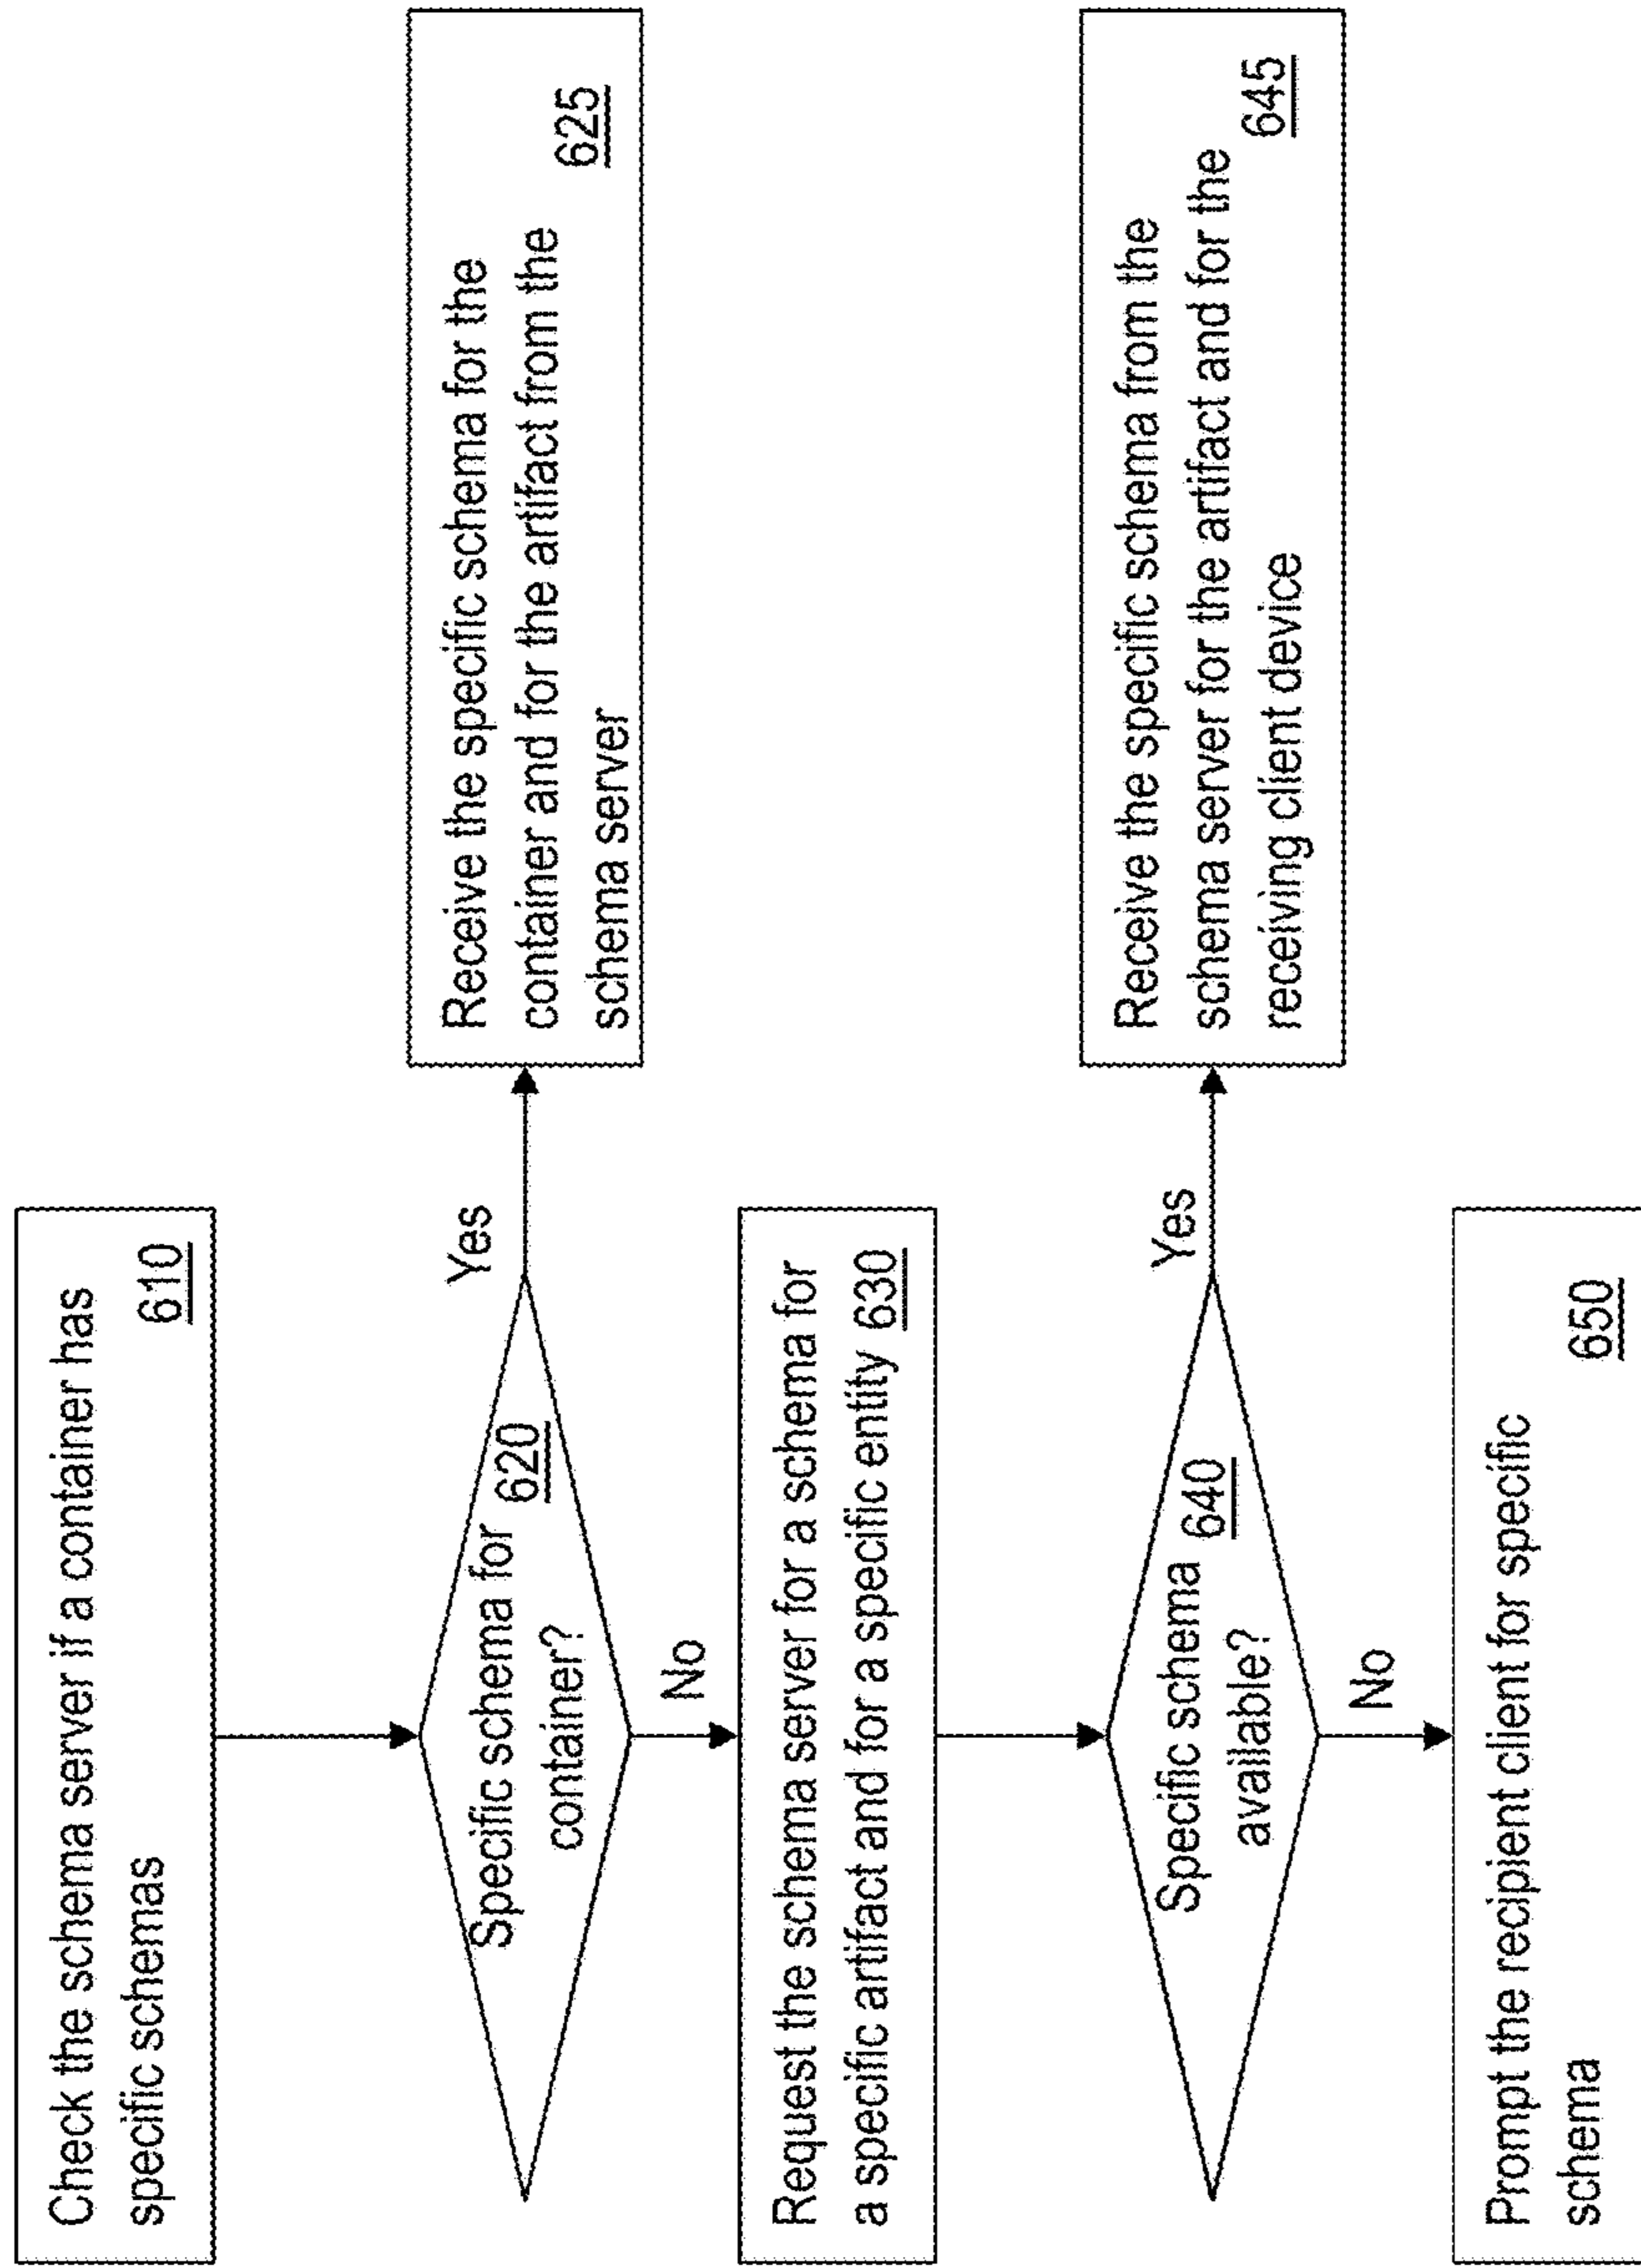 Check the schema server if a container has
specific schemas 610
Specific schema for 620
container?
Yes
Receive the specific schema for the
container and for the artifact from the
schema server 625
No
Request the schema server for a schema for
a specific artifact and for a specific entity 630
Specific schema 640
available?
Yes
Receive the specific schema from the
schema server for the artifact and for the
receiving client device 645
No
Prompt the recipient client for specific
schema 650